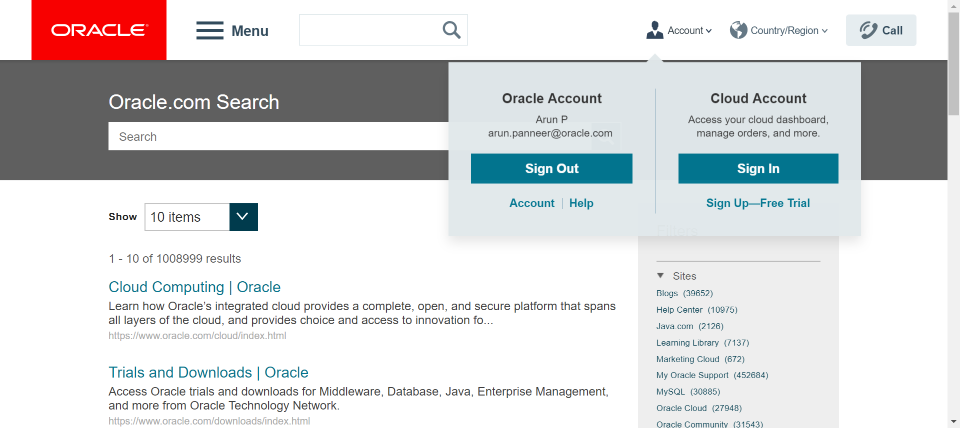 ORACLE
Menu
Account
Country/Region
Call
Oracle Account
Arun P
arun.panneer@oracle.com
Sign Out
Account | Help
Cloud Account
Access your cloud dashboard,
manage orders, and more.
Sign In
Sign Up—Free Trial
Oracle.com Search
Search
Show
10 items
1 - 10 of 1008999 results
Cloud Computing | Oracle
Learn how Oracle's integrated cloud provides a complete, open, and secure platform that spans
all layers of the cloud, and provides choice and access to innovation fo...
https://www.oracle.com/cloud/index.html
Trials and Downloads | Oracle
Access Oracle trials and downloads for Middleware, Database, Java, Enterprise Management,
and more from Oracle Technology Network.
https://www.oracle.com/downloads/index.html
Sites
Blogs (39652)
Help Center (10975)
Java.com (2126)
Learning Library (7137)
Marketing Cloud (672)
My Oracle Support (452684)
MySQL (30885)
Oracle Cloud (27948)
Oracle Community (31543)